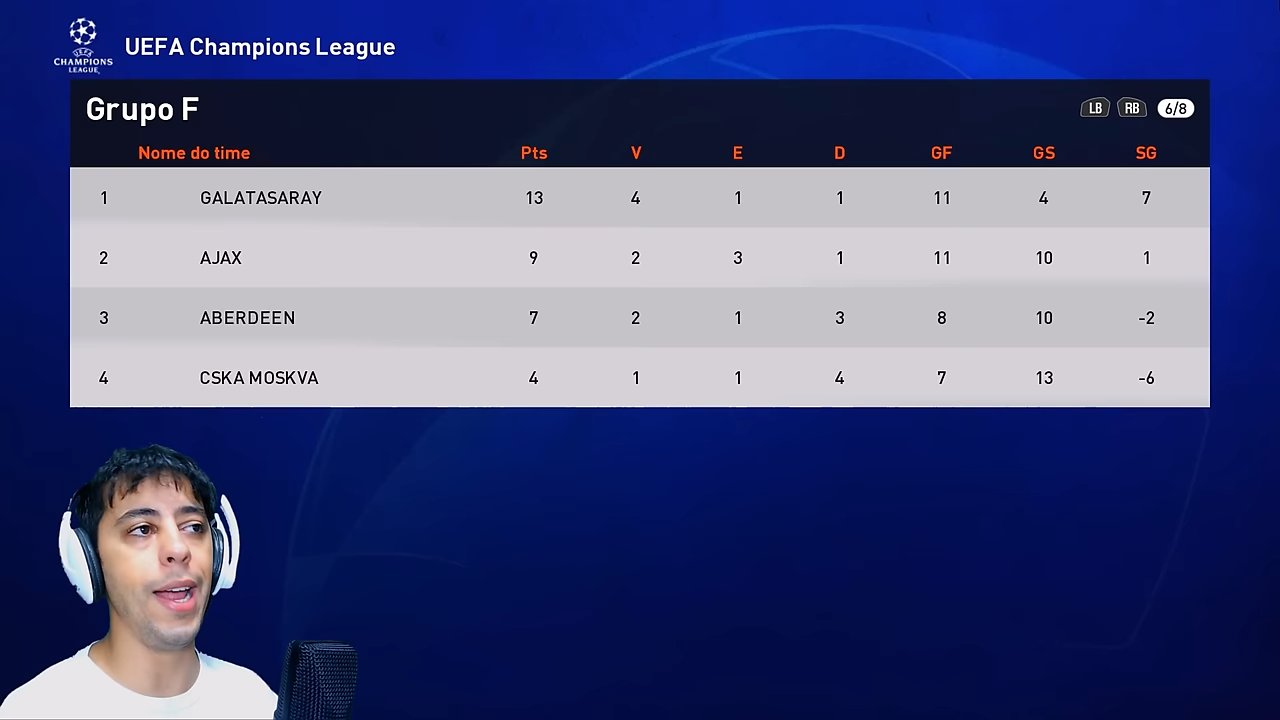 UEFA Champions League
UEFA
CHAMPIONS
LEAGUE
Grupo F LB RB 6/8
Nome do time Pts V E D GF GS SG
1 GALATASARAY 13 4 1 1 11 4 7
2 AJAX 9 2 3 1 11 10 1
3 ABERDEEN 7 2 1 3 8 10 -2
4 CSKA MOSKVA 4 1 1 4 7 13 -6